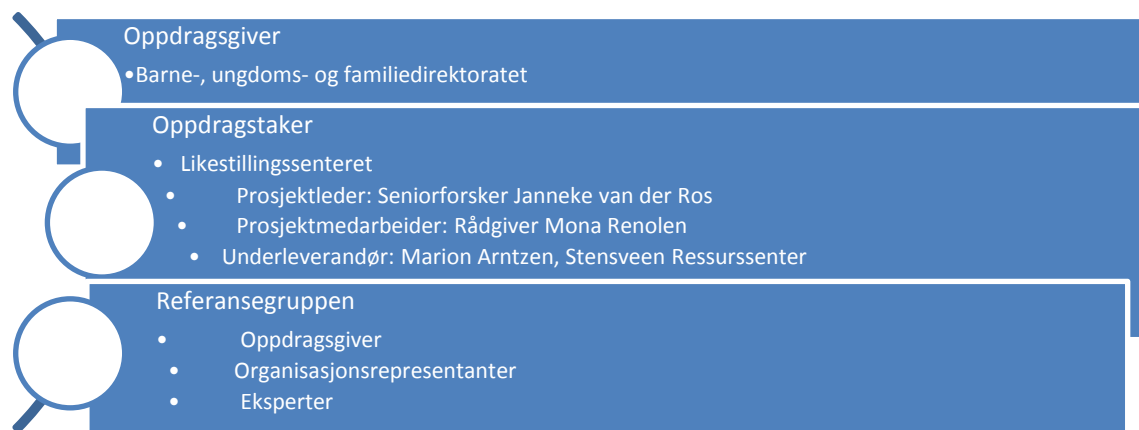 Oppdragsgiver
•Barne-, ungdoms- og familiedirektoratet
Oppdragstaker
• Likestillingssenteret
• Prosjektleder: Seniorforsker Janneke van der Ros
• Prosjektmedarbeider: Rådgiver Mona Renolen
• Underleverandør: Marion Arntzen, Stensveen Ressurssenter
Referansegruppen
• Oppdragsgiver
• Organisasjonsrepresentanter
• Eksperter